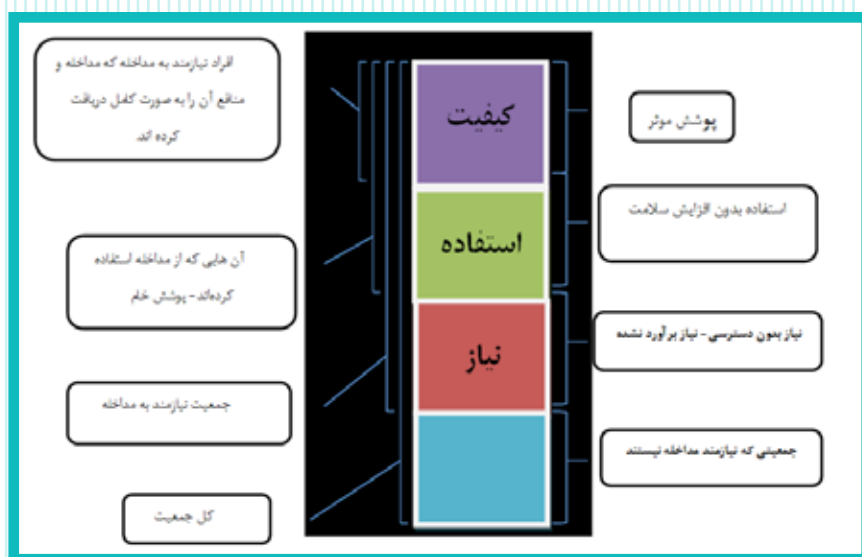 افراد نیازمند به مداخله که مداخله و
منافع آن را به صورت کامل دریافت
کرده اند
کیفیت
پوشش موثر
استفاده بدون افزایش سلامت
آن هایی که از مداخله استفاده
کرده‌اند- پوشش خام
استفاده
نیاز بدون دسترسی- نیاز برآورد نشده
نیاز
جمعیت نیازمند به مداخله
جمعیتی که نیازمند مداخله نیستند
کل جمعیت